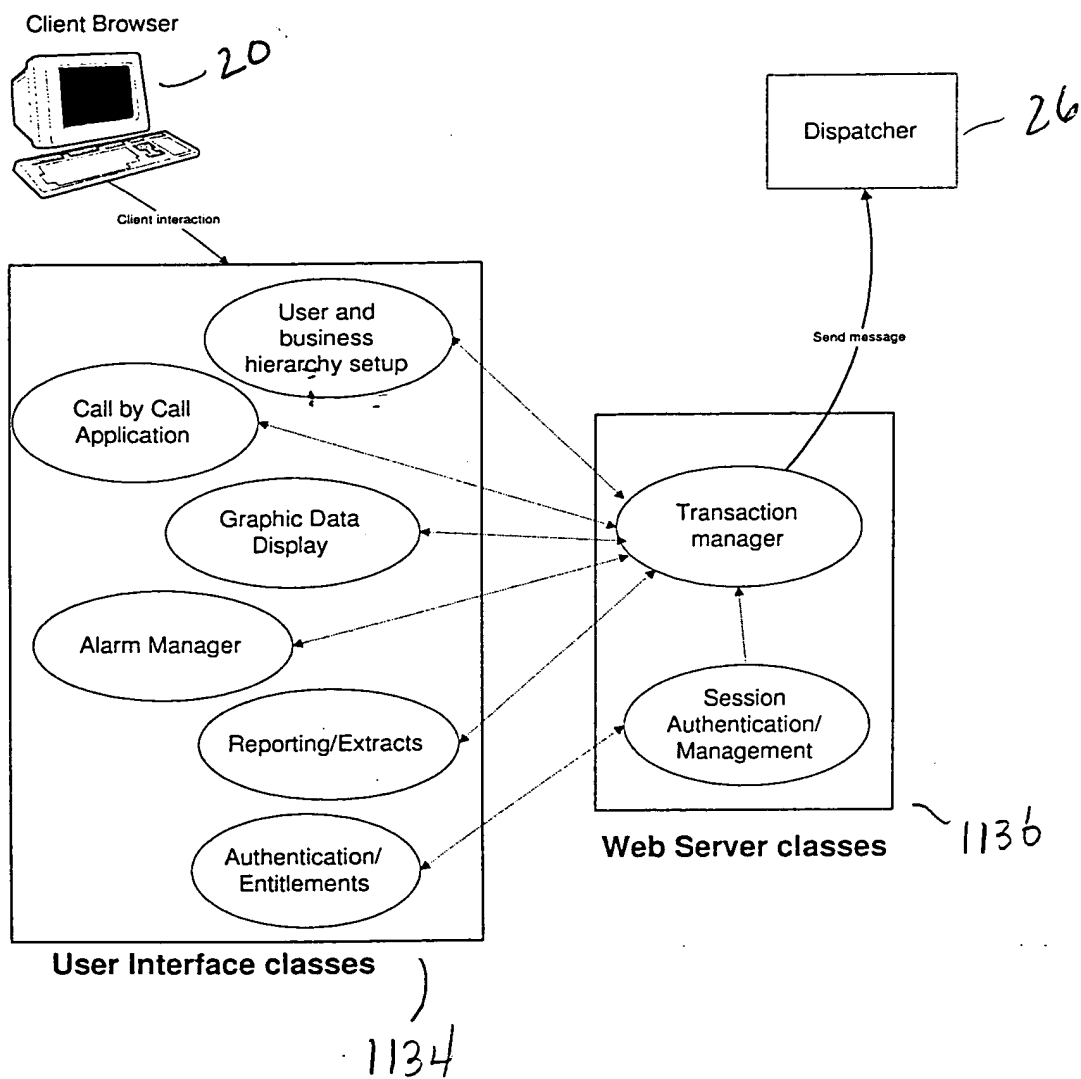 Client Browser
20
Dispatcher
26
Client interaction
User and
business
hierarchy setup
Send message
Call by Call
Application
Graphic Data
Display
Transaction
manager
Alarm Manager
Session
Authentication/
Management
Reporting/Extracts
Web Server classes
1136
Authentication/
Entitlements
User Interface classes
1134